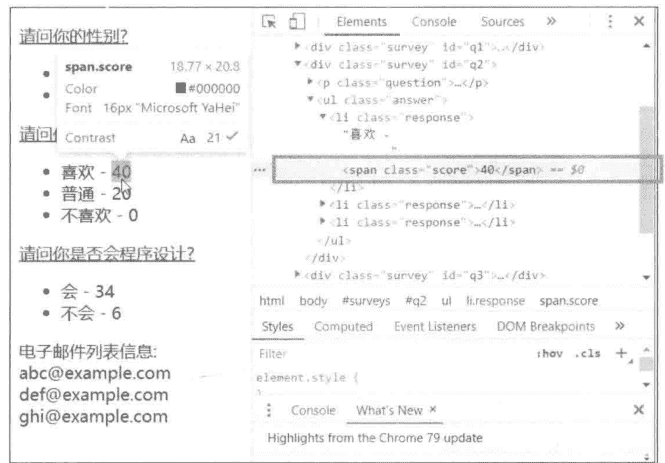 请问你的性别?
span.score 18.77 × 20.8
Color #000000
Font 16px "Microsoft YaHei"
Contrast Aa 21
请问你
喜欢 - 40
普通 - 20
不喜欢 - 0
请问你是否会程序设计?
会 - 34
不会 - 6
电子邮件列表信息:
abc@example.com
def@example.com
ghi@example.com
Elements Console Sources »
<div class="survey" id="q1">…</div>
<div class="survey" id="q2">
<p class="question">…</p>
<ul class="answer">
<li class="response">
"喜欢 -
"
<span class="score">40</span> == $0
</li>
<li class="response">…</li>
<li class="response">…</li>
</ul>
</div>
<div class="survey" id="q3">…</div>
html body #surveys #q2 ul li.response span.score
Styles Computed Event Listeners DOM Breakpoints »
Filter :hov .cls +
element.style {
}
Console What's New ×
Highlights from the Chrome 79 update